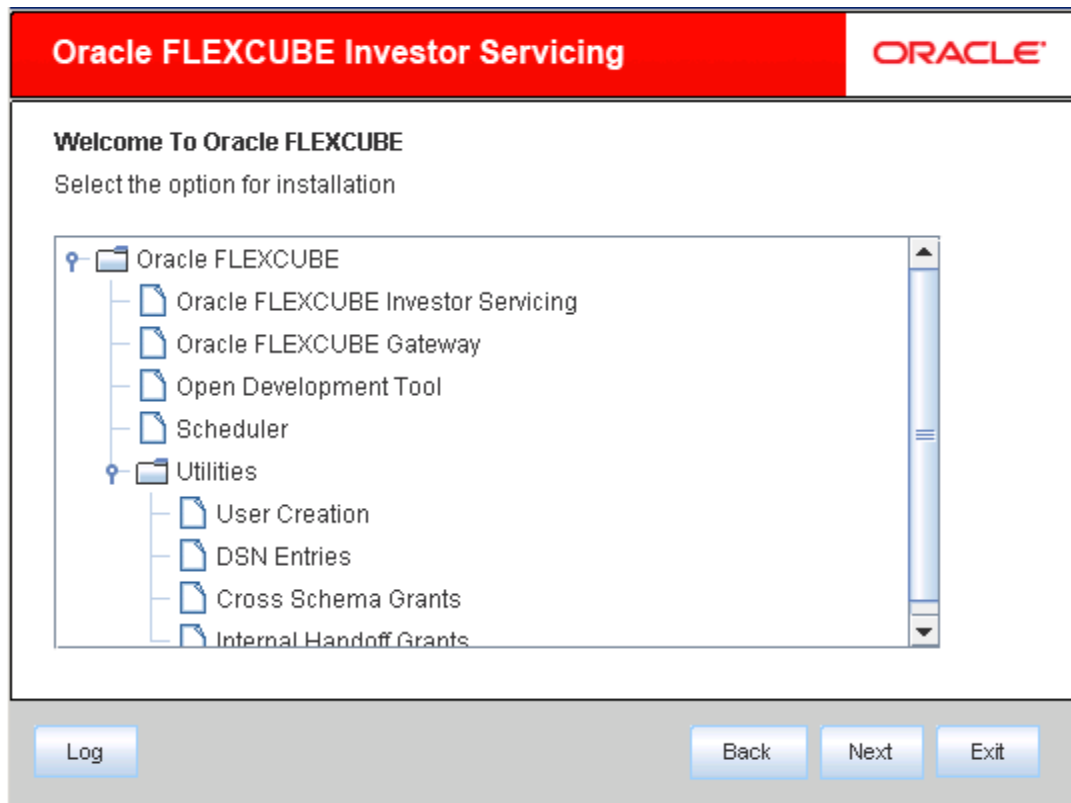 Oracle FLEXCUBE Investor Servicing
ORACLE
Welcome To Oracle FLEXCUBE
Select the option for installation
Oracle FLEXCUBE
Oracle FLEXCUBE Investor Servicing
Oracle FLEXCUBE Gateway
Open Development Tool
Scheduler
Utilities
User Creation
DSN Entries
Cross Schema Grants
Internal Handoff Grants
Log
Back
Next
Exit